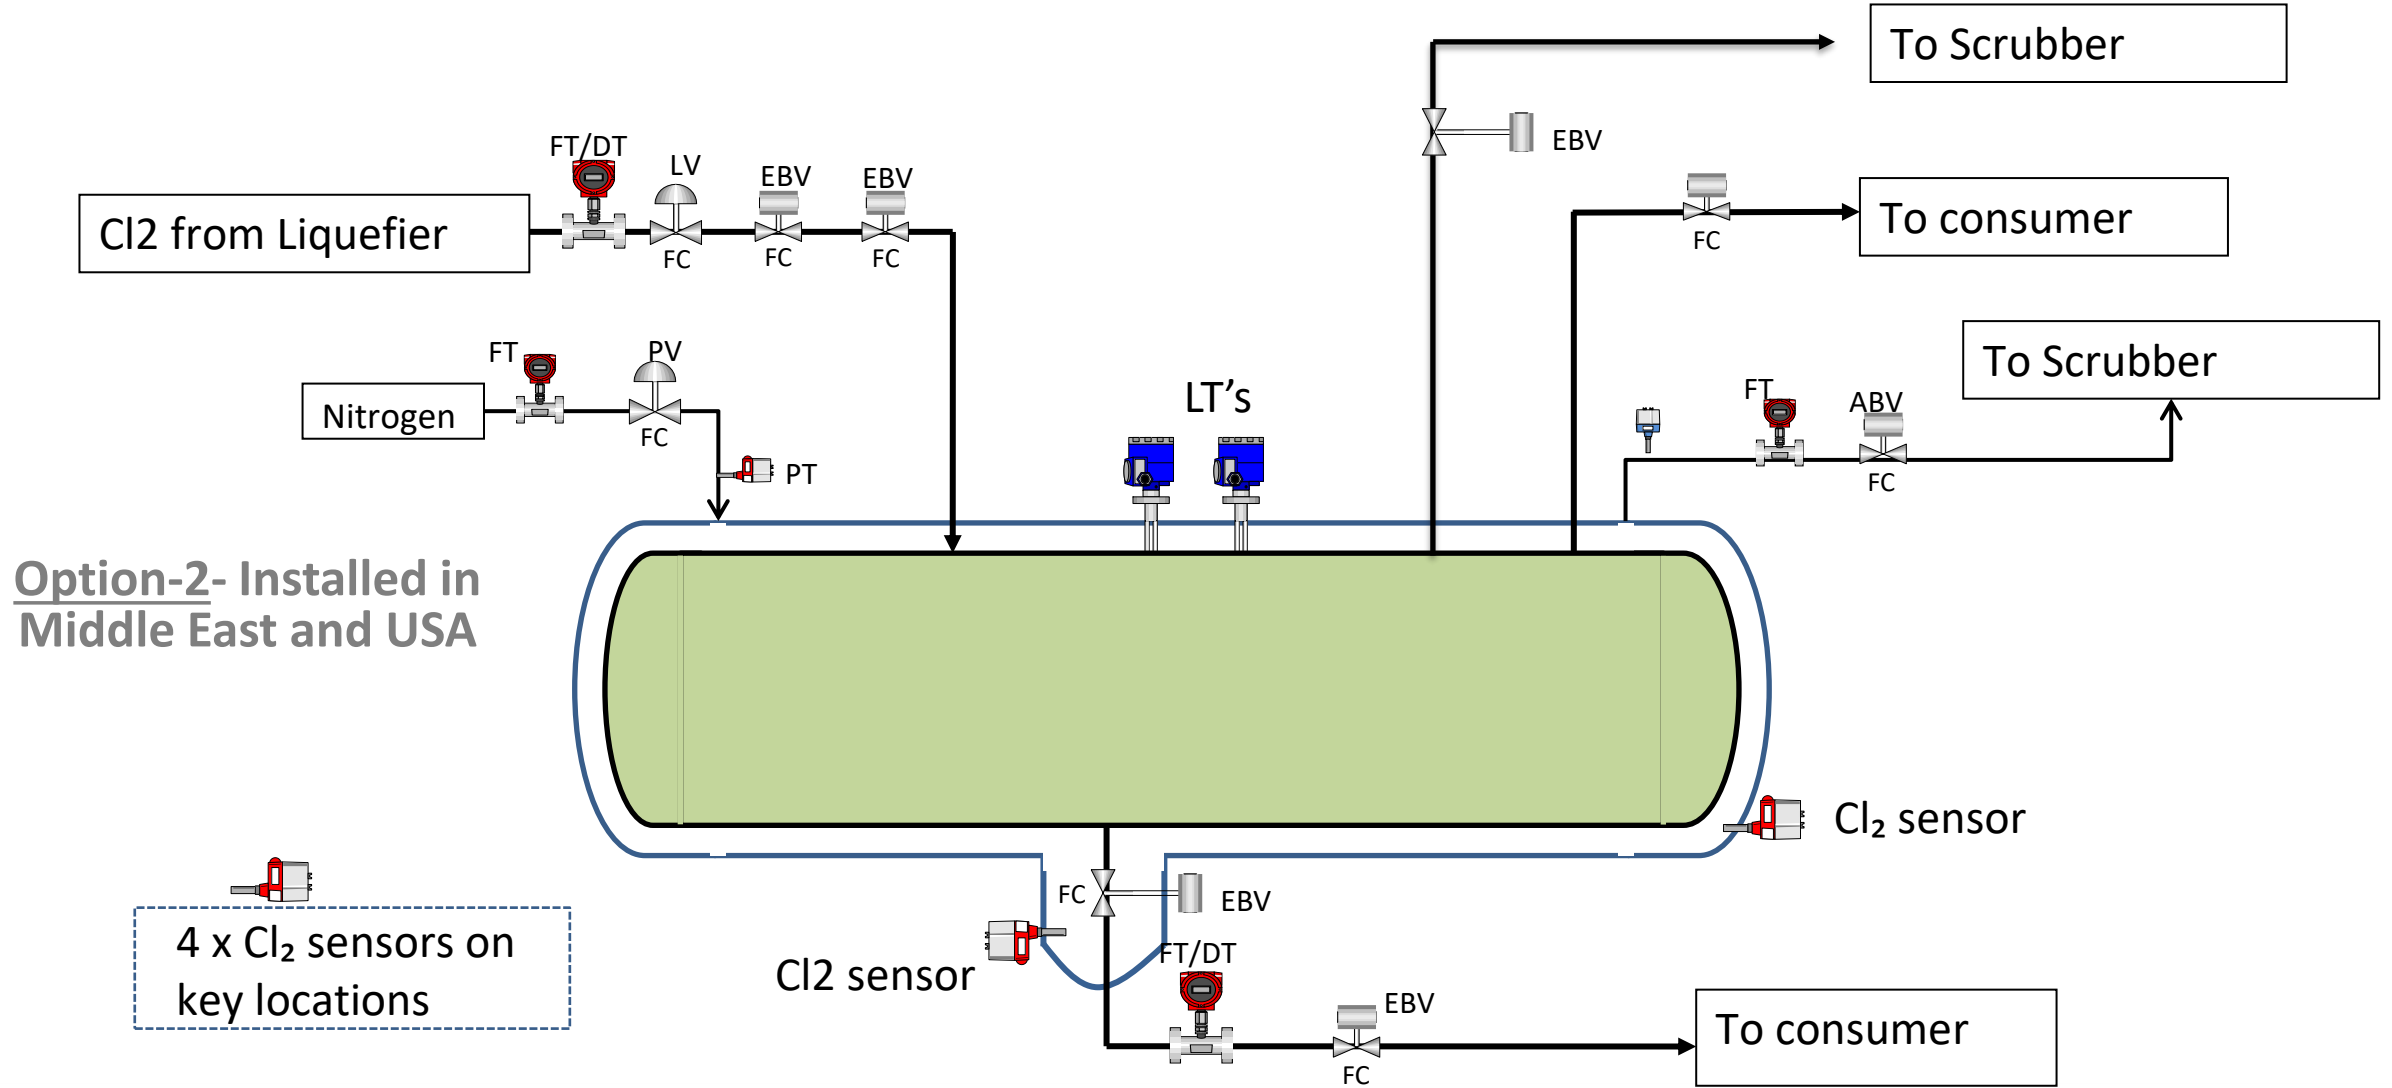 To Scrubber
FT/DT
LV
EBV
EBV
EBV
Cl2 from Liquefier
To consumer
FC
FC
FC
FC
FT
PV
To Scrubber
Nitrogen
LT's
FT
ABV
FC
PT
FC
Option-2- Installed in
Middle East and USA
Cl₂ sensor
FC
EBV
4 x Cl₂ sensors on
key locations
Cl2 sensor
FT/DT
EBV
To consumer
FC